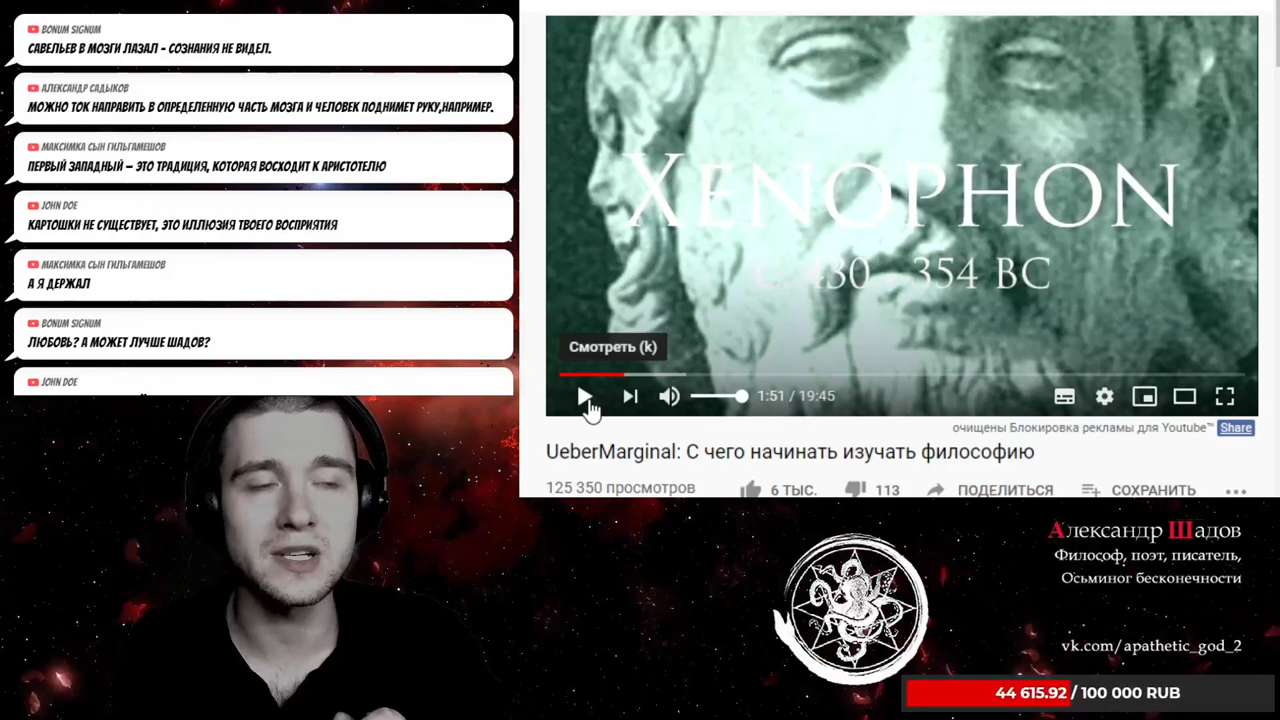 BONUM SIGNUM
САВЕЛЬЕВ В МОЗГИ ЛАЗАЛ - СОЗНАНИЯ НЕ ВИДЕЛ.
АЛЕКСАНДР САДЫКОВ
МОЖНО ТОК НАПРАВИТЬ В ОПРЕДЕЛЕННУЮ ЧАСТЬ МОЗГА И ЧЕЛОВЕК ПОДНИМЕТ РУКУ,НАПРИМЕР.
МАКСИМКА СЫН ГИЛЬГАМЕШОВ
ПЕРВЫЙ ЗАПАДНЫЙ – ЭТО ТРАДИЦИЯ, КОТОРАЯ ВОСХОДИТ К АРИСТОТЕЛЮ
JOHN DOE
КАРТОШКИ НЕ СУЩЕСТВУЕТ, ЭТО ИЛЛЮЗИЯ ТВОЕГО ВОСПРИЯТИЯ
МАКСИМКА СЫН ГИЛЬГАМЕШОВ
А Я ДЕРЖАЛ
BONUM SIGNUM
ЛЮБОВЬ? А МОЖЕТ ЛУЧШЕ ШАДОВ?
JOHN DOE
XENOPHON
430 - 354 BC
Смотреть (k)
1:51 / 19:45
очищены Блокировка рекламы для Youtube™ Share
UeberMarginal: С чего начинать изучать философию
125 350 просмотров
6 ТЫС. 113 ПОДЕЛИТЬСЯ СОХРАНИТЬ
Александр Шадов
Философ, поэт, писатель,
Осьминог бесконечности
vk.com/apathetic_god_2
44 615.92 / 100 000 RUB